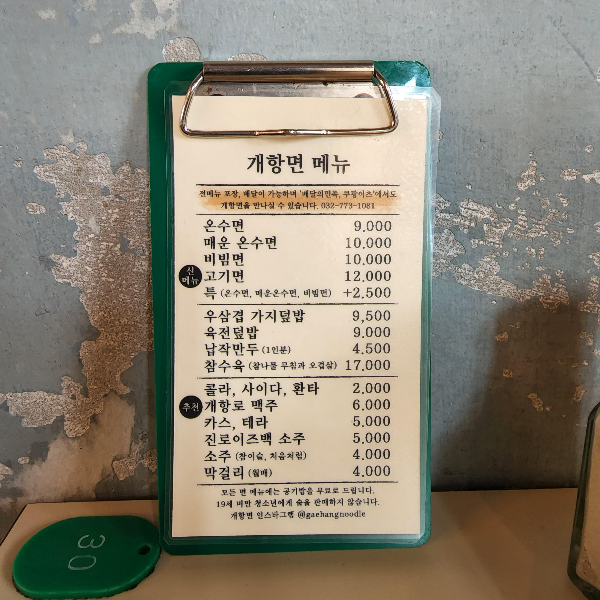 개항면 메뉴
전메뉴 포장, 배달이 가능하며 '배달의민족, 쿠팡이츠'에서도
개항면을 만나실 수 있습니다. 032-773-1081
온수면 9,000
매운 온수면 10,000
비빔면 10,000
신메뉴 고기면 12,000
특 (온수면, 매운온수면, 비빔면) +2,500
우삼겹 가지덮밥 9,500
육전덮밥 9,000
납작만두 (1인분) 4,500
참수육 (참나물 무침과 오겹살) 17,000
콜라, 사이다, 환타 2,000
추천 개항로 맥주 6,000
카스, 테라 5,000
진로이즈백 소주 5,000
소주 (참이슬, 처음처럼) 4,000
막걸리 (월매) 4,000
모든 면 메뉴에는 공기밥을 무료로 드립니다.
19세 미만 청소년에게 술을 판매하지 않습니다.
개항면 인스타그램 @gaehangnoodle
30